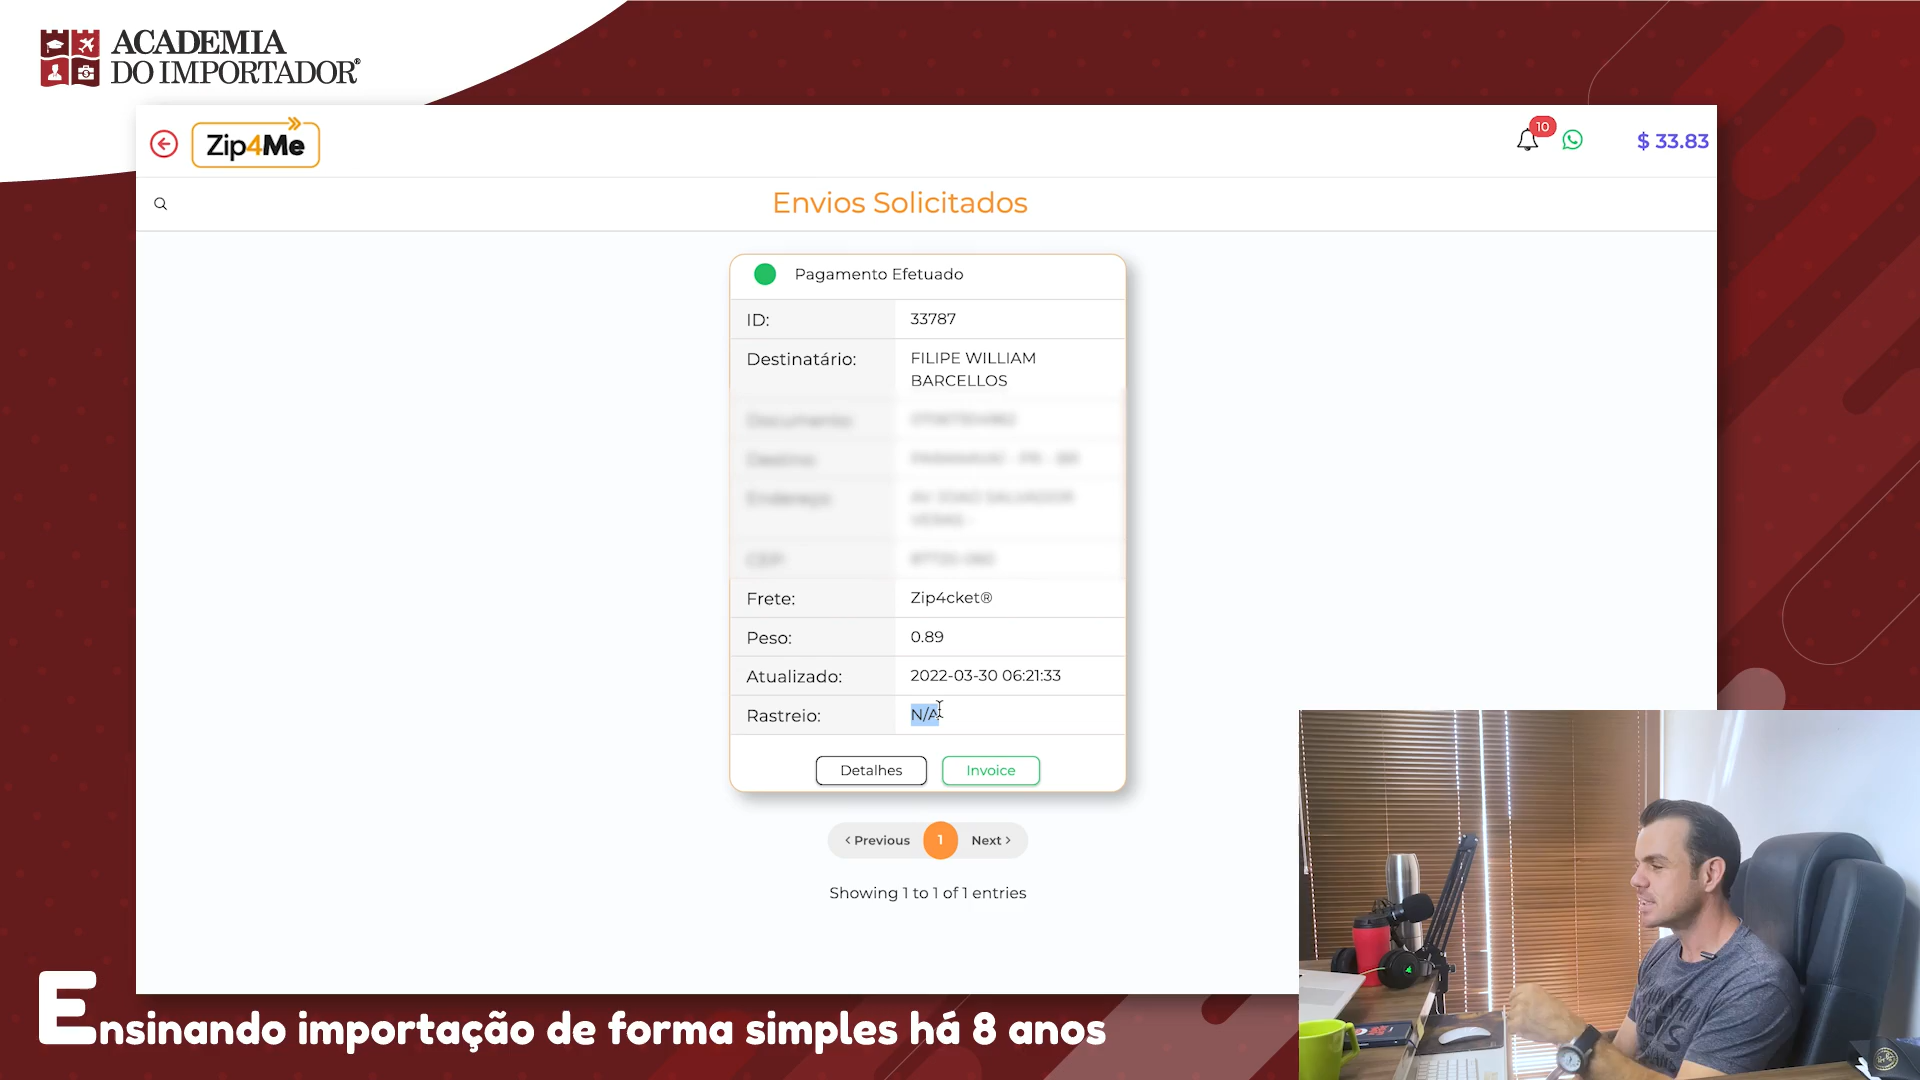 ACADEMIA
DO IMPORTADOR®
Zip4Me
10
$ 33.83
Envios Solicitados
Pagamento Efetuado
ID: 33787
Destinatário: FILIPE WILLIAM
BARCELLOS
Frete: Zip4cket®
Peso: 0.89
Atualizado: 2022-03-30 06:21:33
Rastreio: N/A
Detalhes Invoice
< Previous 1 Next >
Showing 1 to 1 of 1 entries
Ensinando importação de forma simples há 8 anos